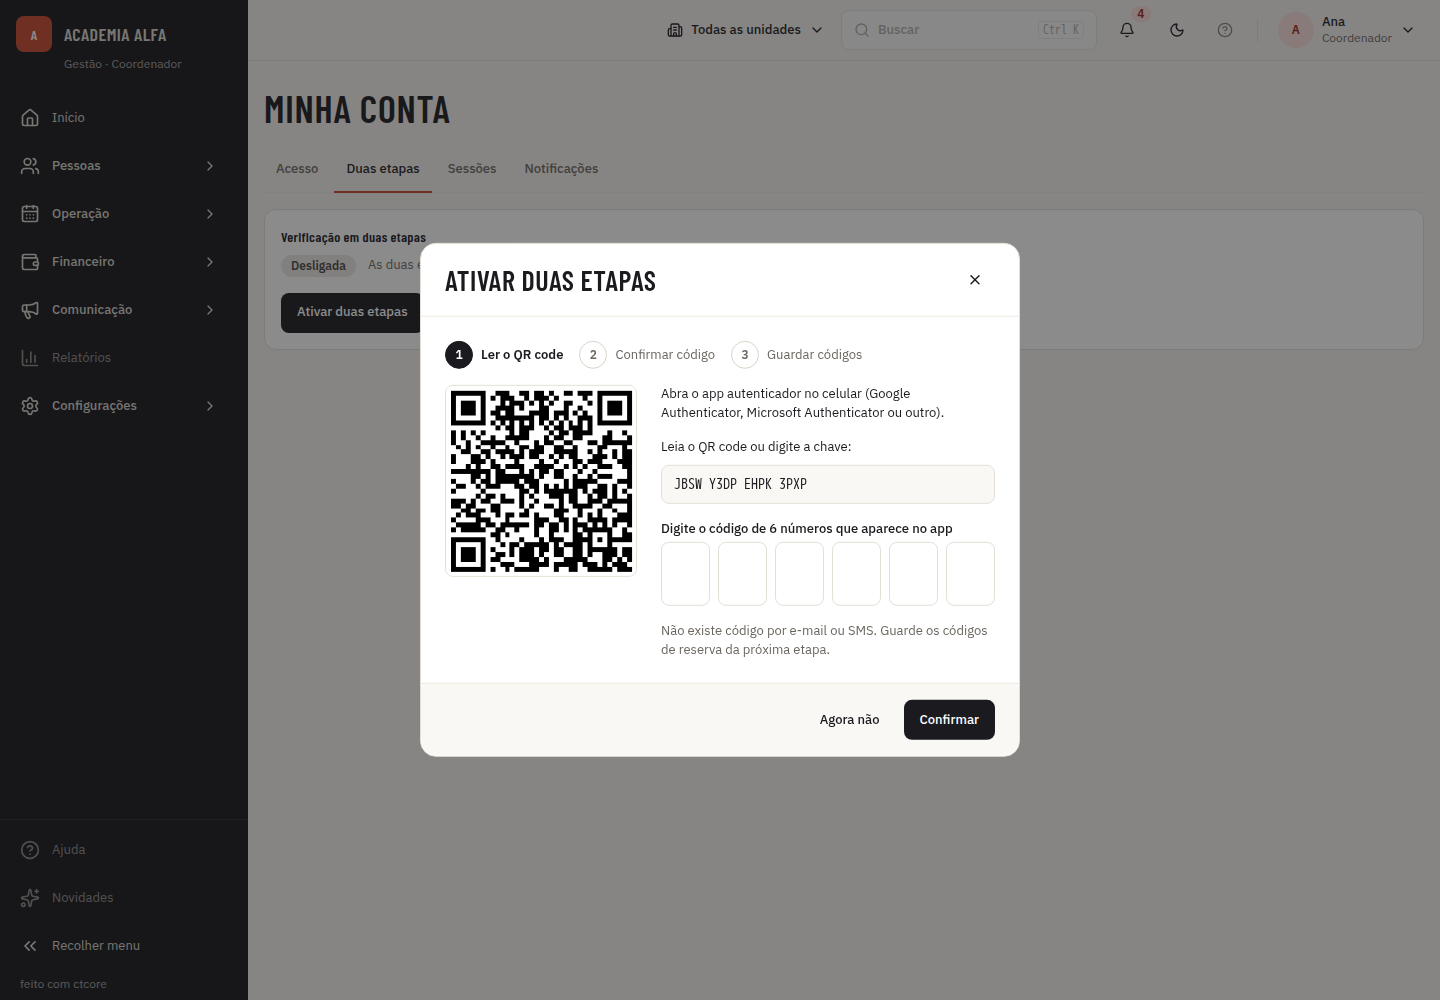 A
ACADEMIA ALFA
Gestão - Coordenador
Início
Pessoas
Operação
Financeiro
Comunicação
Relatórios
Configurações
Ajuda
Novidades
Recolher menu
feito com ctcore
Todas as unidades
Buscar
Ctrl K
4
A
Ana
Coordenador
MINHA CONTA
Acesso
Duas etapas
Sessões
Notificações
Verificação em duas etapas
Desligada
As duas
Ativar duas etapas
ATIVAR DUAS ETAPAS
1 Ler o QR code
2 Confirmar código
3 Guardar códigos
Abra o app autenticador no celular (Google
Authenticator, Microsoft Authenticator ou outro).
Leia o QR code ou digite a chave:
JBSW Y3DP EHPK 3PXP
Digite o código de 6 números que aparece no app
Não existe código por e-mail ou SMS. Guarde os códigos
de reserva da próxima etapa.
Agora não
Confirmar